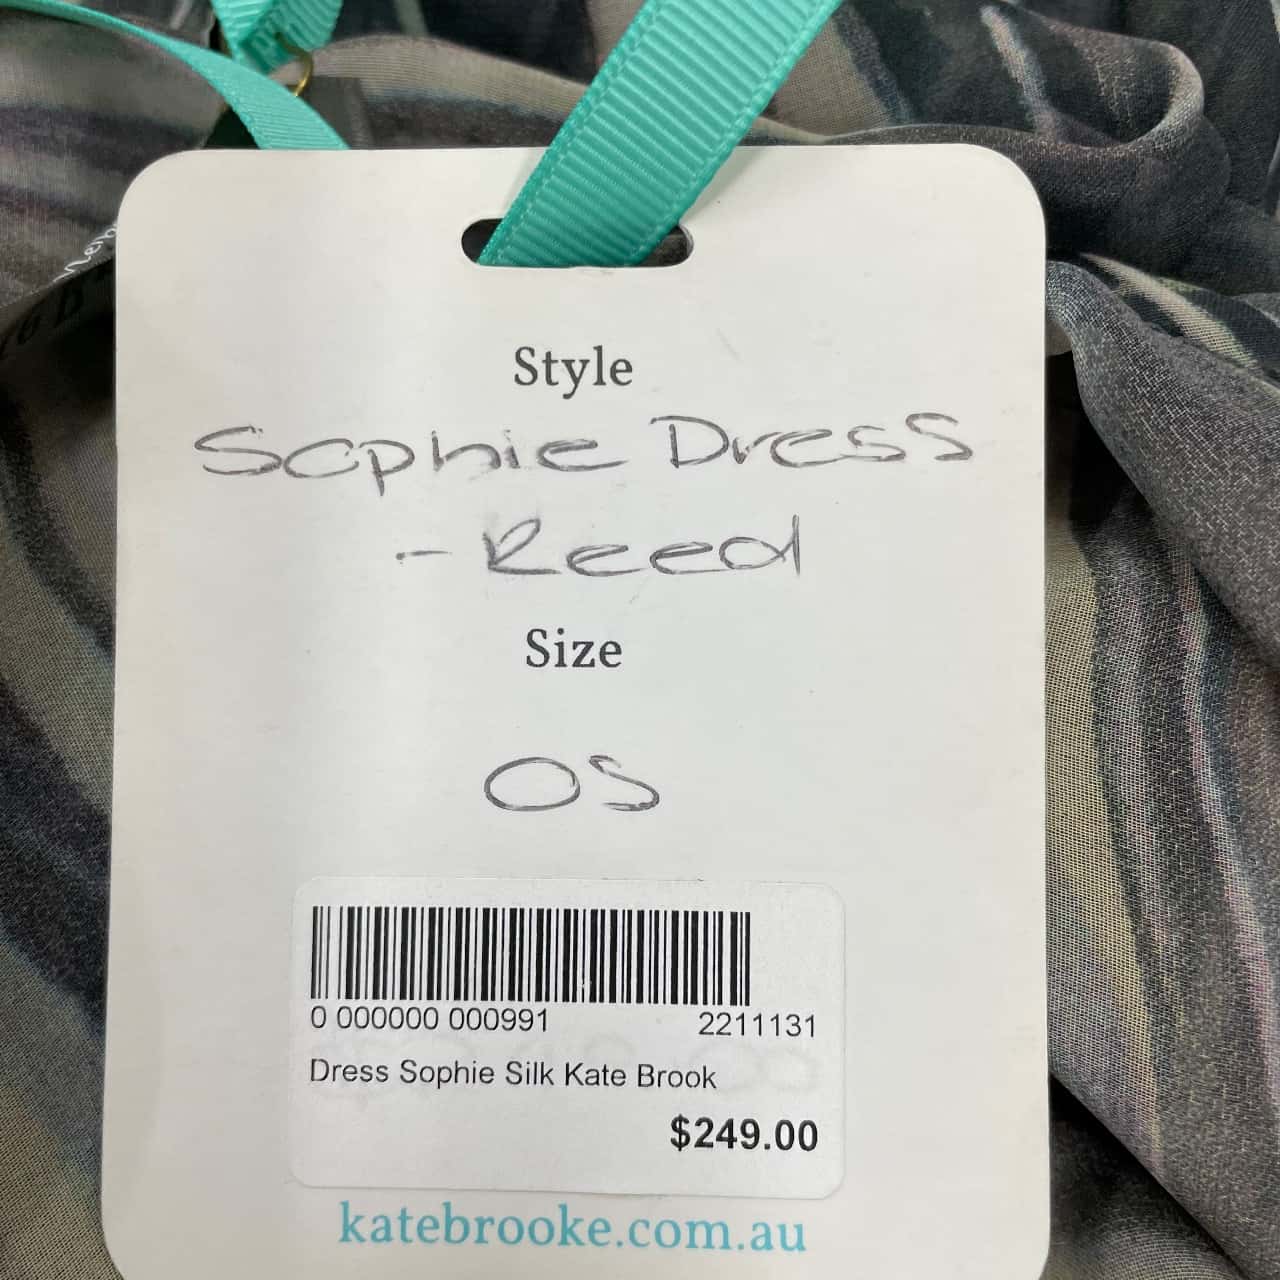 Style
Sophie Dress
- Reed
Size
OS
0 000000 000991 2211131
Dress Sophie Silk Kate Brook
$249.00
katebrooke.com.au